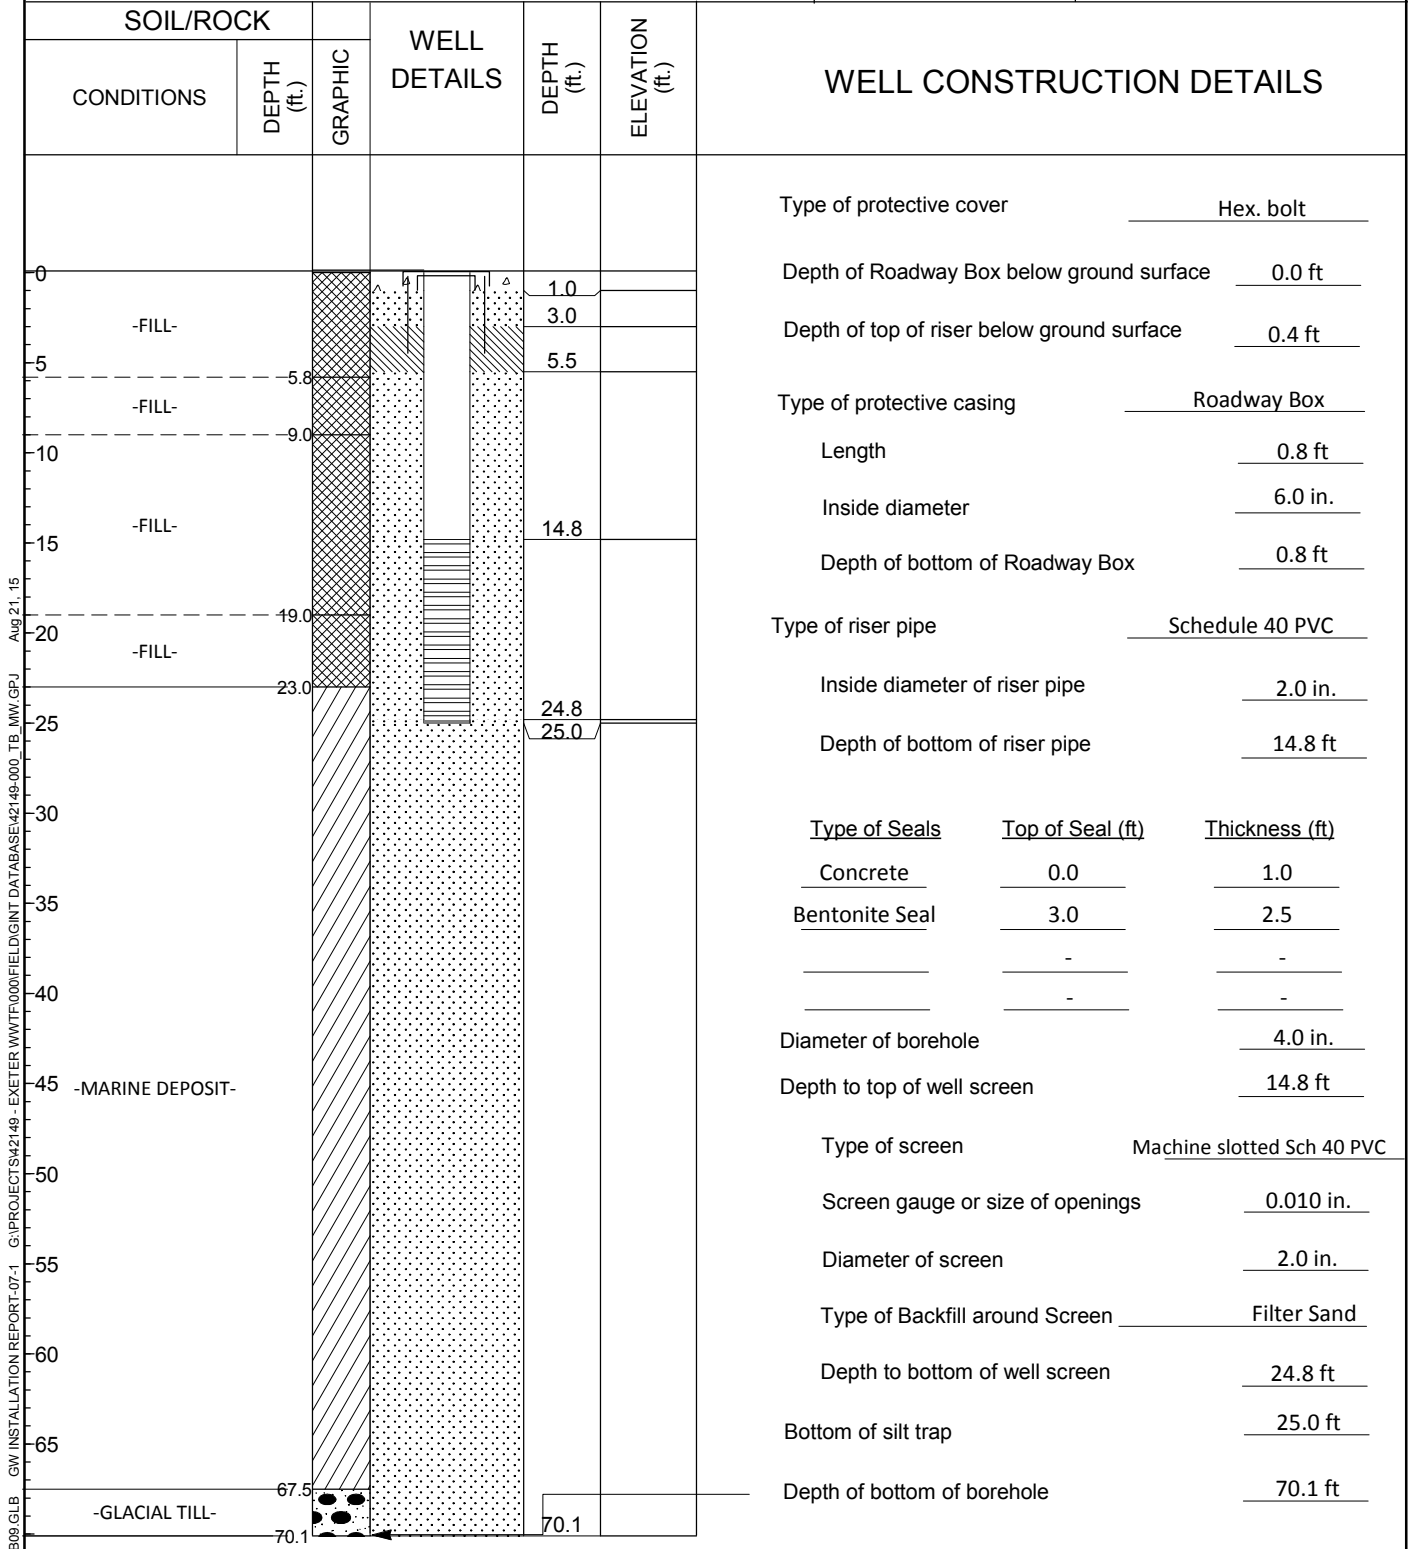 SOIL/ROCK
CONDITIONS
DEPTH (ft.)
GRAPHIC
WELL DETAILS
DEPTH (ft.)
ELEVATION (ft.)
WELL CONSTRUCTION DETAILS
0
5
10
15
20
25
30
35
40
45
50
55
60
65
-FILL-
5.8
-FILL-
9.0
-FILL-
19.0
-FILL-
23.0
-MARINE DEPOSIT-
67.5
-GLACIAL TILL-
70.1
1.0
3.0
5.5
14.8
24.8
25.0
70.1
Type of protective cover Hex. bolt
Depth of Roadway Box below ground surface 0.0 ft
Depth of top of riser below ground surface 0.4 ft
Type of protective casing Roadway Box
Length 0.8 ft
Inside diameter 6.0 in.
Depth of bottom of Roadway Box 0.8 ft
Type of riser pipe Schedule 40 PVC
Inside diameter of riser pipe 2.0 in.
Depth of bottom of riser pipe 14.8 ft
Type of Seals Top of Seal (ft) Thickness (ft)
Concrete 0.0 1.0
Bentonite Seal 3.0 2.5
- -
- -
Diameter of borehole 4.0 in.
Depth to top of well screen 14.8 ft
Type of screen Machine slotted Sch 40 PVC
Screen gauge or size of openings 0.010 in.
Diameter of screen 2.0 in.
Type of Backfill around Screen Filter Sand
Depth to bottom of well screen 24.8 ft
Bottom of silt trap 25.0 ft
Depth of bottom of borehole 70.1 ft
B09.GLB GW INSTALLATION REPORT-07-1 G:\PROJECTS\42149 - EXETER WWTF\000\FIELD\GINT DATABASE\42149-000_TB_MW.GPJ Aug 21, 15